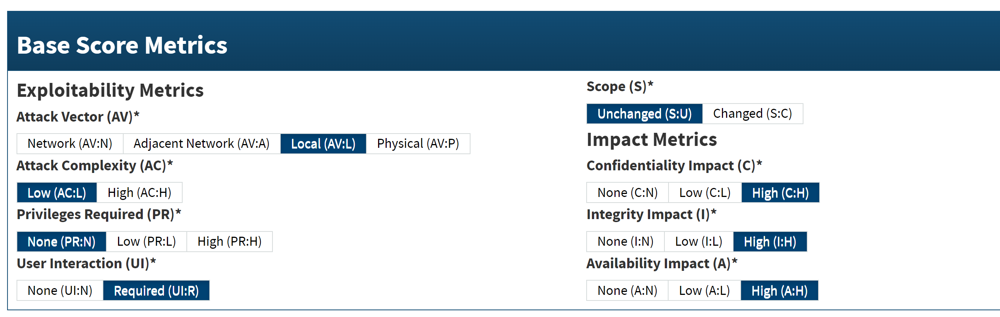 Base Score Metrics
Exploitability Metrics
Attack Vector (AV)*
Network (AV:N) Adjacent Network (AV:A) Local (AV:L) Physical (AV:P)
Attack Complexity (AC)*
Low (AC:L) High (AC:H)
Privileges Required (PR)*
None (PR:N) Low (PR:L) High (PR:H)
User Interaction (UI)*
None (UI:N) Required (UI:R)
Scope (S)*
Unchanged (S:U) Changed (S:C)
Impact Metrics
Confidentiality Impact (C)*
None (C:N) Low (C:L) High (C:H)
Integrity Impact (I)*
None (I:N) Low (I:L) High (I:H)
Availability Impact (A)*
None (A:N) Low (A:L) High (A:H)